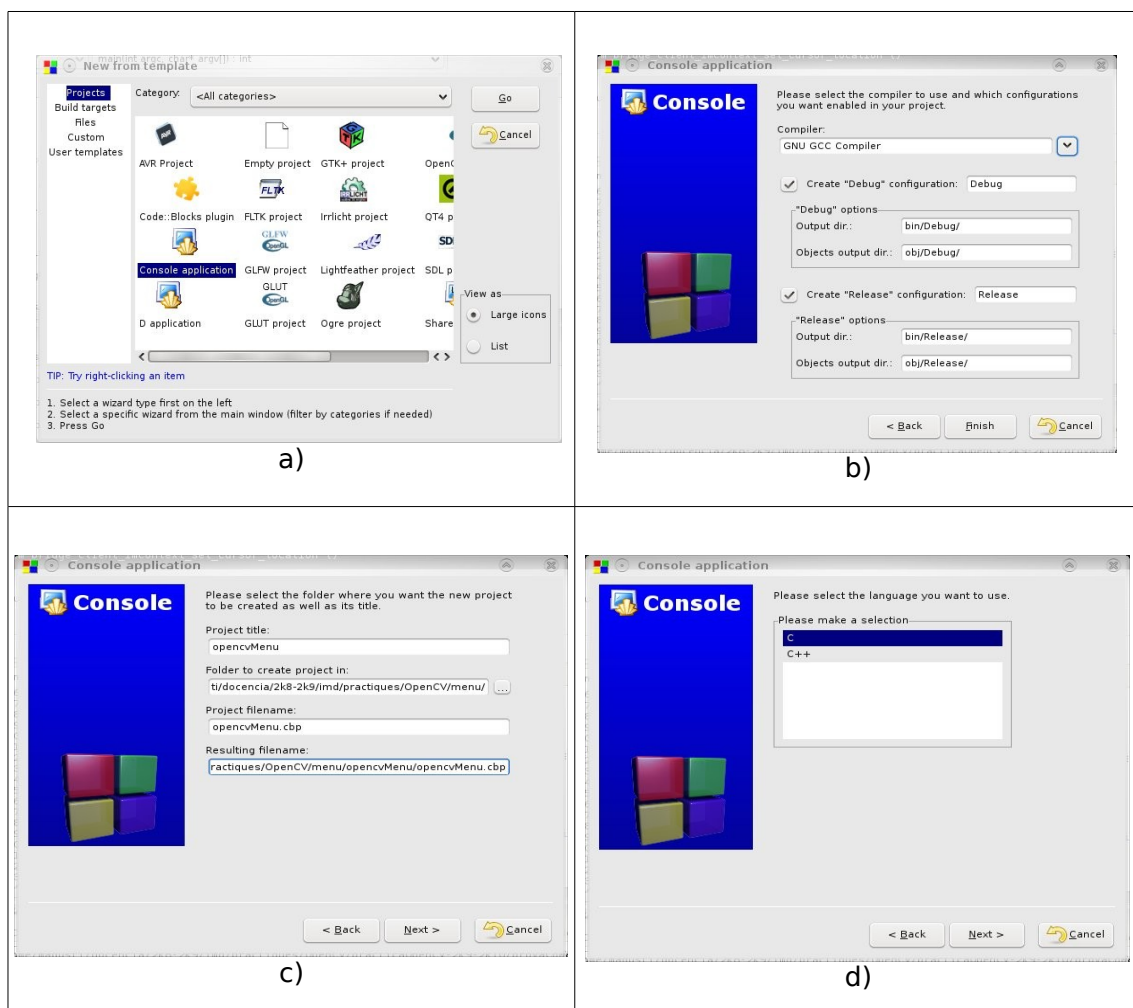 main(int argc, char* argv[]) : int
New from template
Projects
Build targets
Files
Custom
User templates
Category:
<All categories>
Go
Cancel
AVR Project
Empty project
GTK+ project
OpenG
Code::Blocks plugin
FLTK project
Irrlicht project
QT4 p
Console application
GLFW project
Lightfeather project
SDL p
D application
GLUT project
Ogre project
Share
View as
Large icons
List
TIP: Try right-clicking an item
1. Select a wizard type first on the left
2. Select a specific wizard from the main window (filter by categories if needed)
3. Press Go
a)
Console application
Console
Please select the compiler to use and which configurations
you want enabled in your project.
Compiler:
GNU GCC Compiler
Create "Debug" configuration: Debug
"Debug" options
Output dir.: bin/Debug/
Objects output dir.: obj/Debug/
Create "Release" configuration: Release
"Release" options
Output dir.: bin/Release/
Objects output dir.: obj/Release/
< Back
Finish
Cancel
b)
Console application
Console
Please select the folder where you want the new project
to be created as well as its title.
Project title:
opencvMenu
Folder to create project in:
ti/docencia/2k8-2k9/imd/practiques/OpenCV/menu/ ...
Project filename:
opencvMenu.cbp
Resulting filename:
ractiques/OpenCV/menu/opencvMenu/opencvMenu.cbp
< Back
Next >
Cancel
c)
Console application
Console
Please select the language you want to use.
Please make a selection
C
C++
< Back
Next >
Cancel
d)